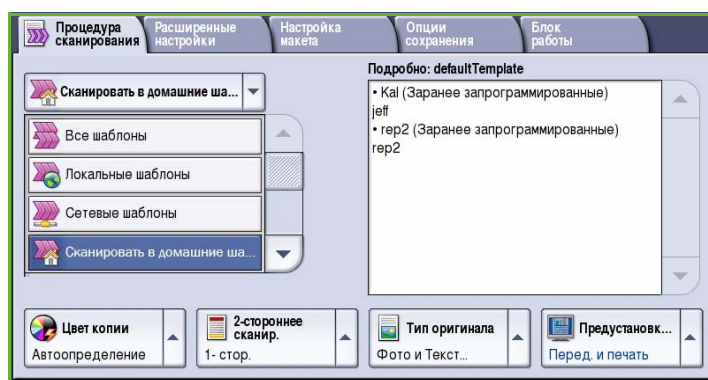 Процедура сканирования
Расширенные настройки
Настройка макета
Опции сохранения
Блок работы
Подробно: defaultTemplate
Сканировать в домашние ша...
• Kal (Заранее запрограммированные)
jeff
• rep2 (Заранее запрограммированные)
rep2
Все шаблоны
Локальные шаблоны
Сетевые шаблоны
Сканировать в домашние ша...
Цвет копии
Автоопределение
2-стороннее
сканир.
1- стор.
Тип оригинала
Фото и Текст...
Предустановк...
Перед. и печать